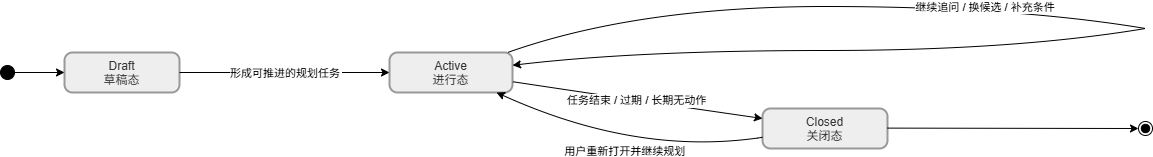 继续追问 / 换候选 / 补充条件
Draft
草稿态
形成可推进的规划任务
Active
进行态
任务结束 / 过期 / 长期无动作
Closed
关闭态
用户重新打开并继续规划